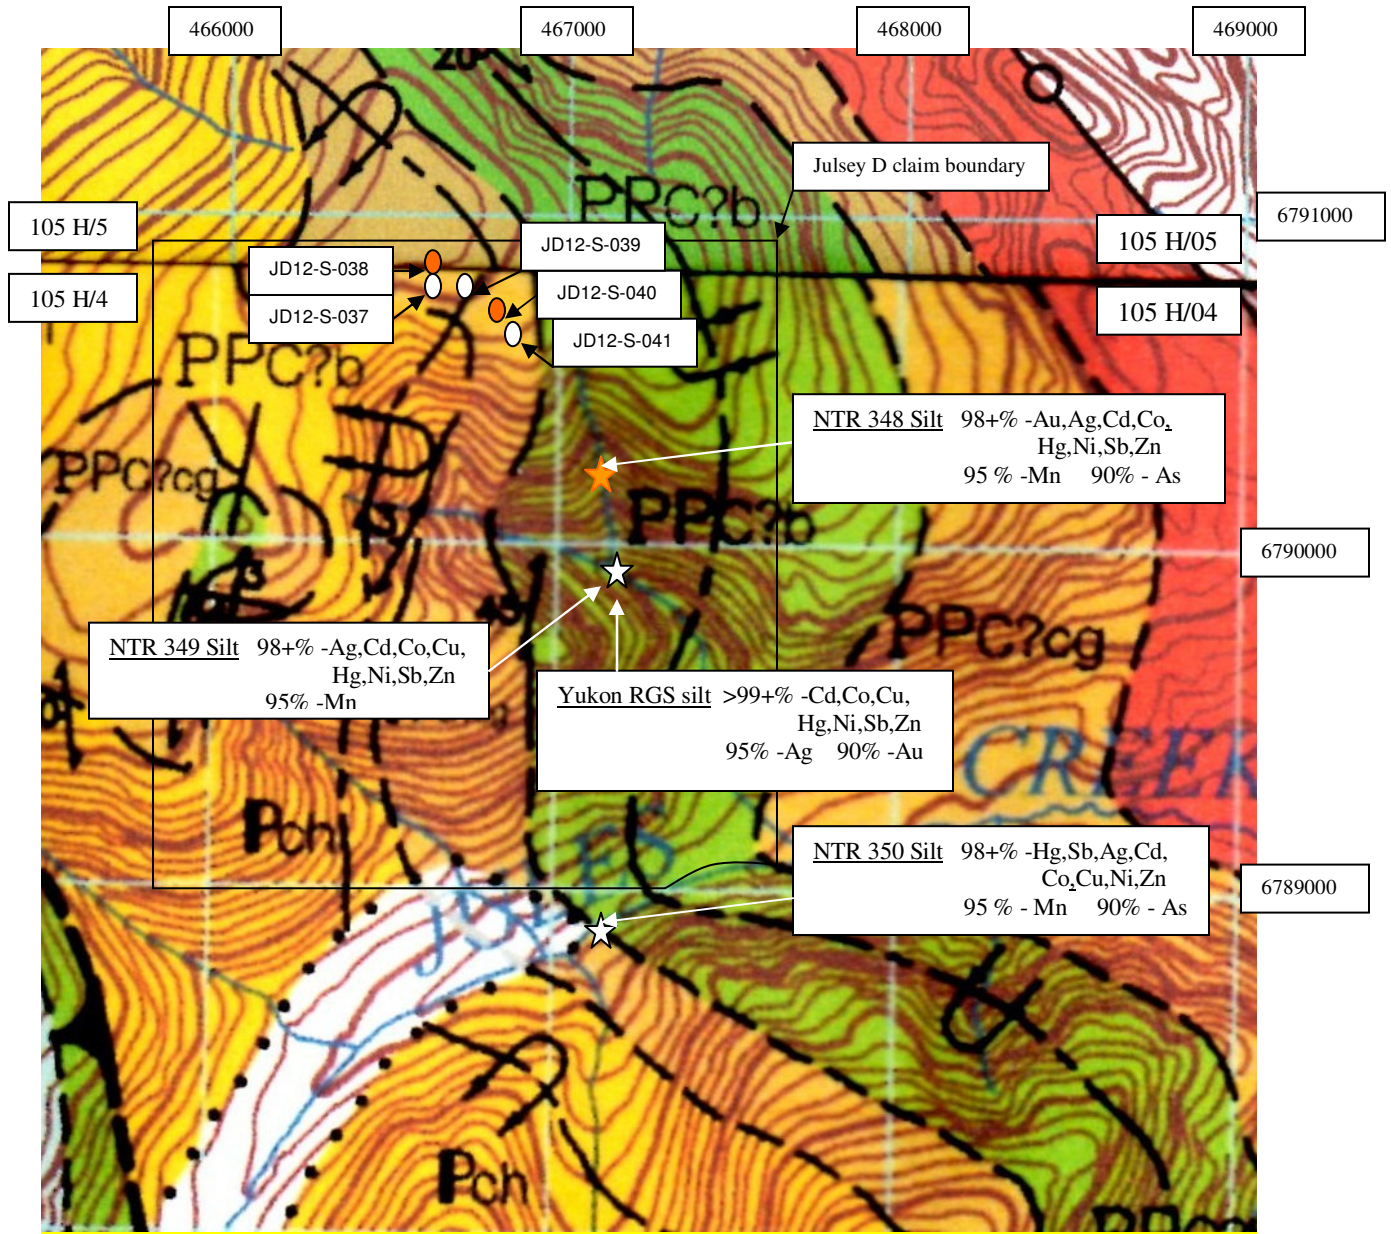 466000
467000
468000
469000
20
Julsey D claim boundary
PPC?b
6791000
105 H/5
105 H/05
JD12-S-039
JD12-S-038
JD12-S-040
105 H/4
105 H/04
JD12-S-037
JD12-S-041
PPC?b
NTR 348 Silt 98+% -Au,Ag,Cd,Co,
Hg,Ni,Sb,Zn
95 % -Mn 90% - As
PPC?cg
PPC?b
6790000
PPC?cg
NTR 349 Silt 98+% -Ag,Cd,Co,Cu,
Hg,Ni,Sb,Zn
95% -Mn
Yukon RGS silt >99+% -Cd,Co,Cu,
Hg,Ni,Sb,Zn
95% -Ag 90% -Au
CREEK
Pch
NTR 350 Silt 98+% -Hg,Sb,Ag,Cd,
Co,Cu,Ni,Zn
95 % - Mn 90% - As
6789000
Pch